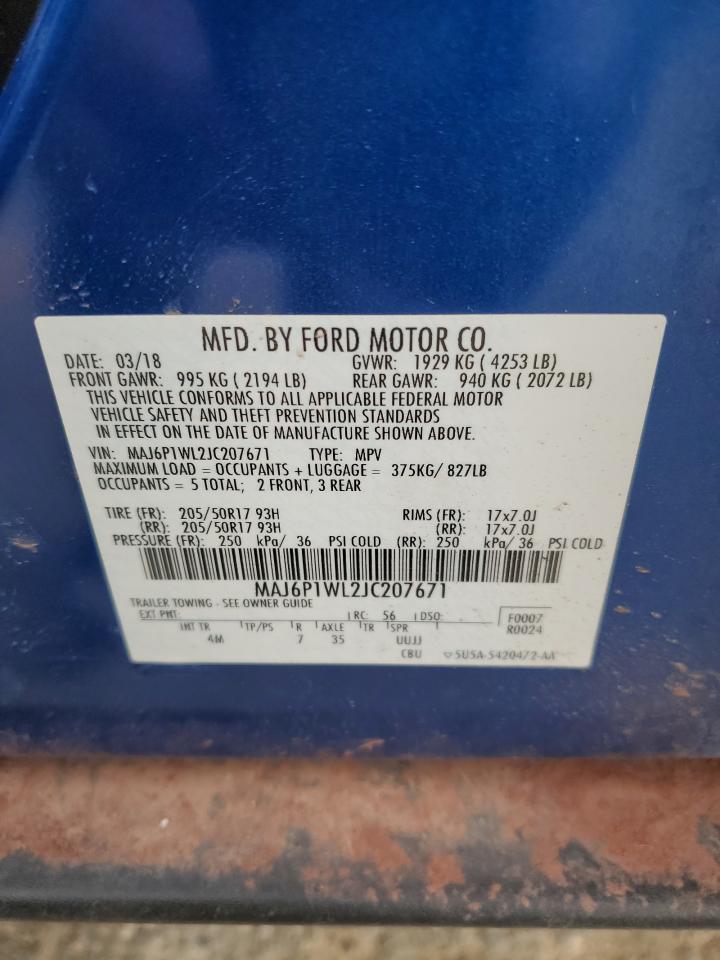 MFD. BY FORD MOTOR CO.
DATE: 03/18 GVWR: 1929 KG ( 4253 LB)
FRONT GAWR: 995 KG ( 2194 LB) REAR GAWR: 940 KG ( 2072 LB)
THIS VEHICLE CONFORMS TO ALL APPLICABLE FEDERAL MOTOR
VEHICLE SAFETY AND THEFT PREVENTION STANDARDS
IN EFFECT ON THE DATE OF MANUFACTURE SHOWN ABOVE.
VIN: MAJ6P1WL2JC207671 TYPE: MPV
MAXIMUM LOAD = OCCUPANTS + LUGGAGE = 375KG/ 827LB
OCCUPANTS = 5 TOTAL; 2 FRONT, 3 REAR
TIRE (FR): 205/50R17 93H RIMS (FR): 17x7.0J
(RR): 205/50R17 93H (RR): 17x7.0J
PRESSURE (FR): 250 kPa/ 36 PSI COLD (RR): 250 kPa/ 36 PSI COLD
MAJ6P1WL2JC207671
TRAILER TOWING - SEE OWNER GUIDE
EXT PNT: RC: 56 DSO: F0007
R0024
INT TR TP/PS R AXLE TR SPR
4M 7 35 UUJJ
CBU 5U5A-5420472-AA